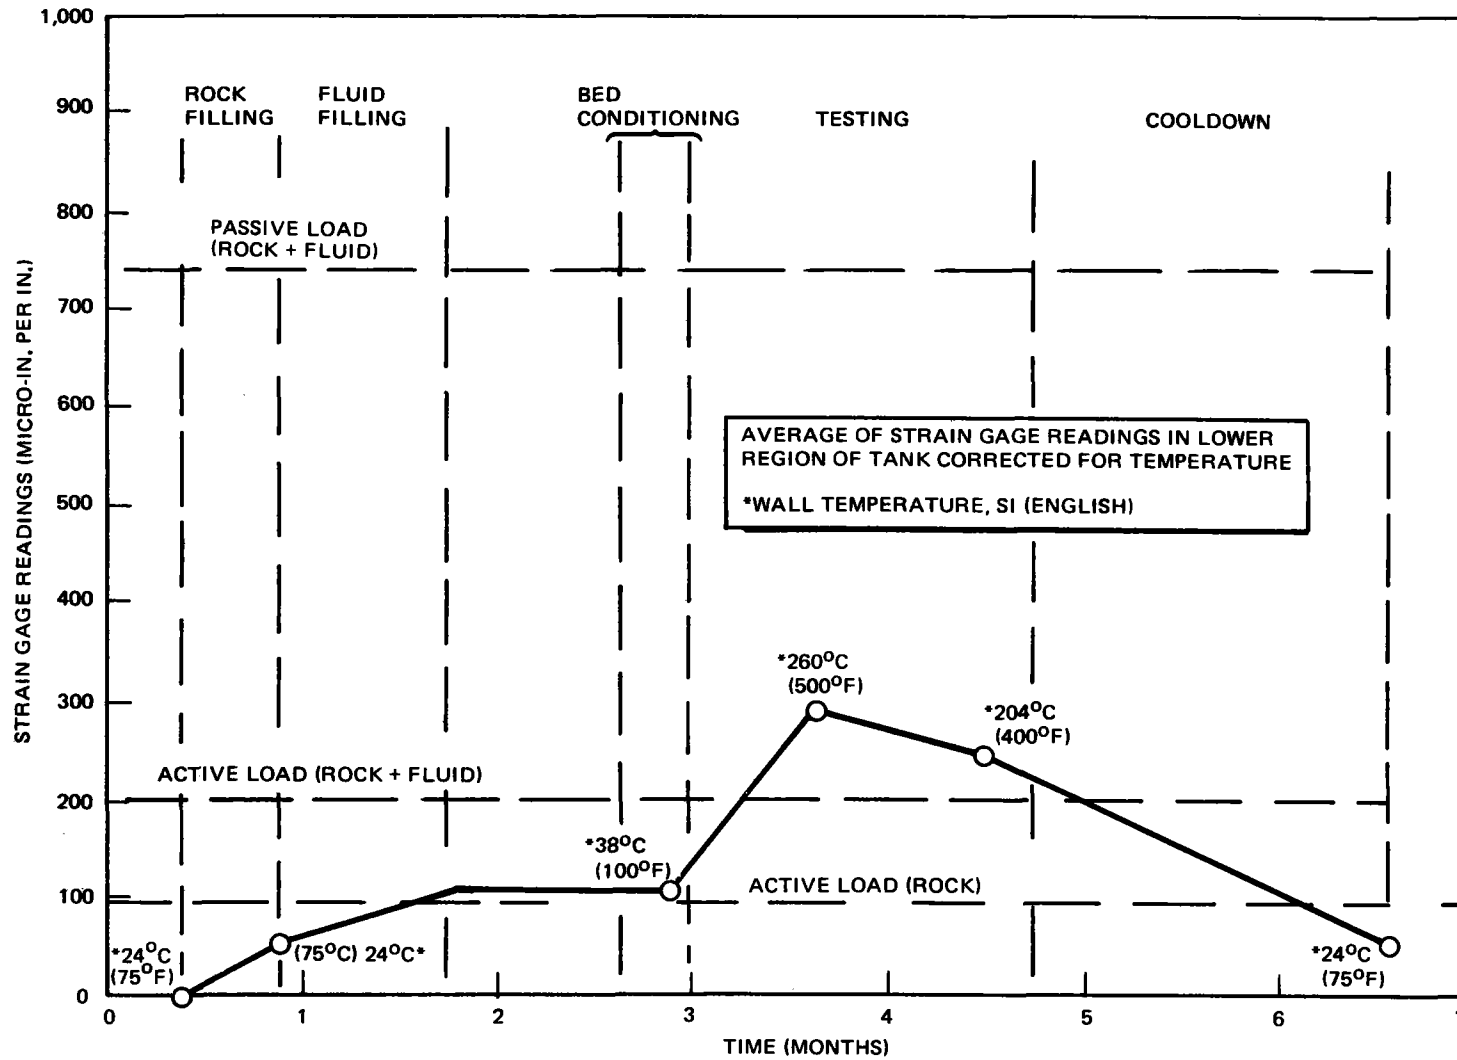 1,000
900
800
700
600
500
400
300
200
100
0
STRAIN GAGE READINGS (MICRO-IN. PER IN.)
ROCK
FILLING
FLUID
FILLING
BED
CONDITIONING
TESTING
COOLDOWN
PASSIVE LOAD
(ROCK + FLUID)
AVERAGE OF STRAIN GAGE READINGS IN LOWER
REGION OF TANK CORRECTED FOR TEMPERATURE
*WALL TEMPERATURE, SI (ENGLISH)
*260°C
(500°F)
*204°C
(400°F)
ACTIVE LOAD (ROCK + FLUID)
*38°C
(100°F)
ACTIVE LOAD (ROCK)
*24°C
(75°F)
(75°C) 24°C*
*24°C
(75°F)
0 1 2 3 4 5 6
TIME (MONTHS)